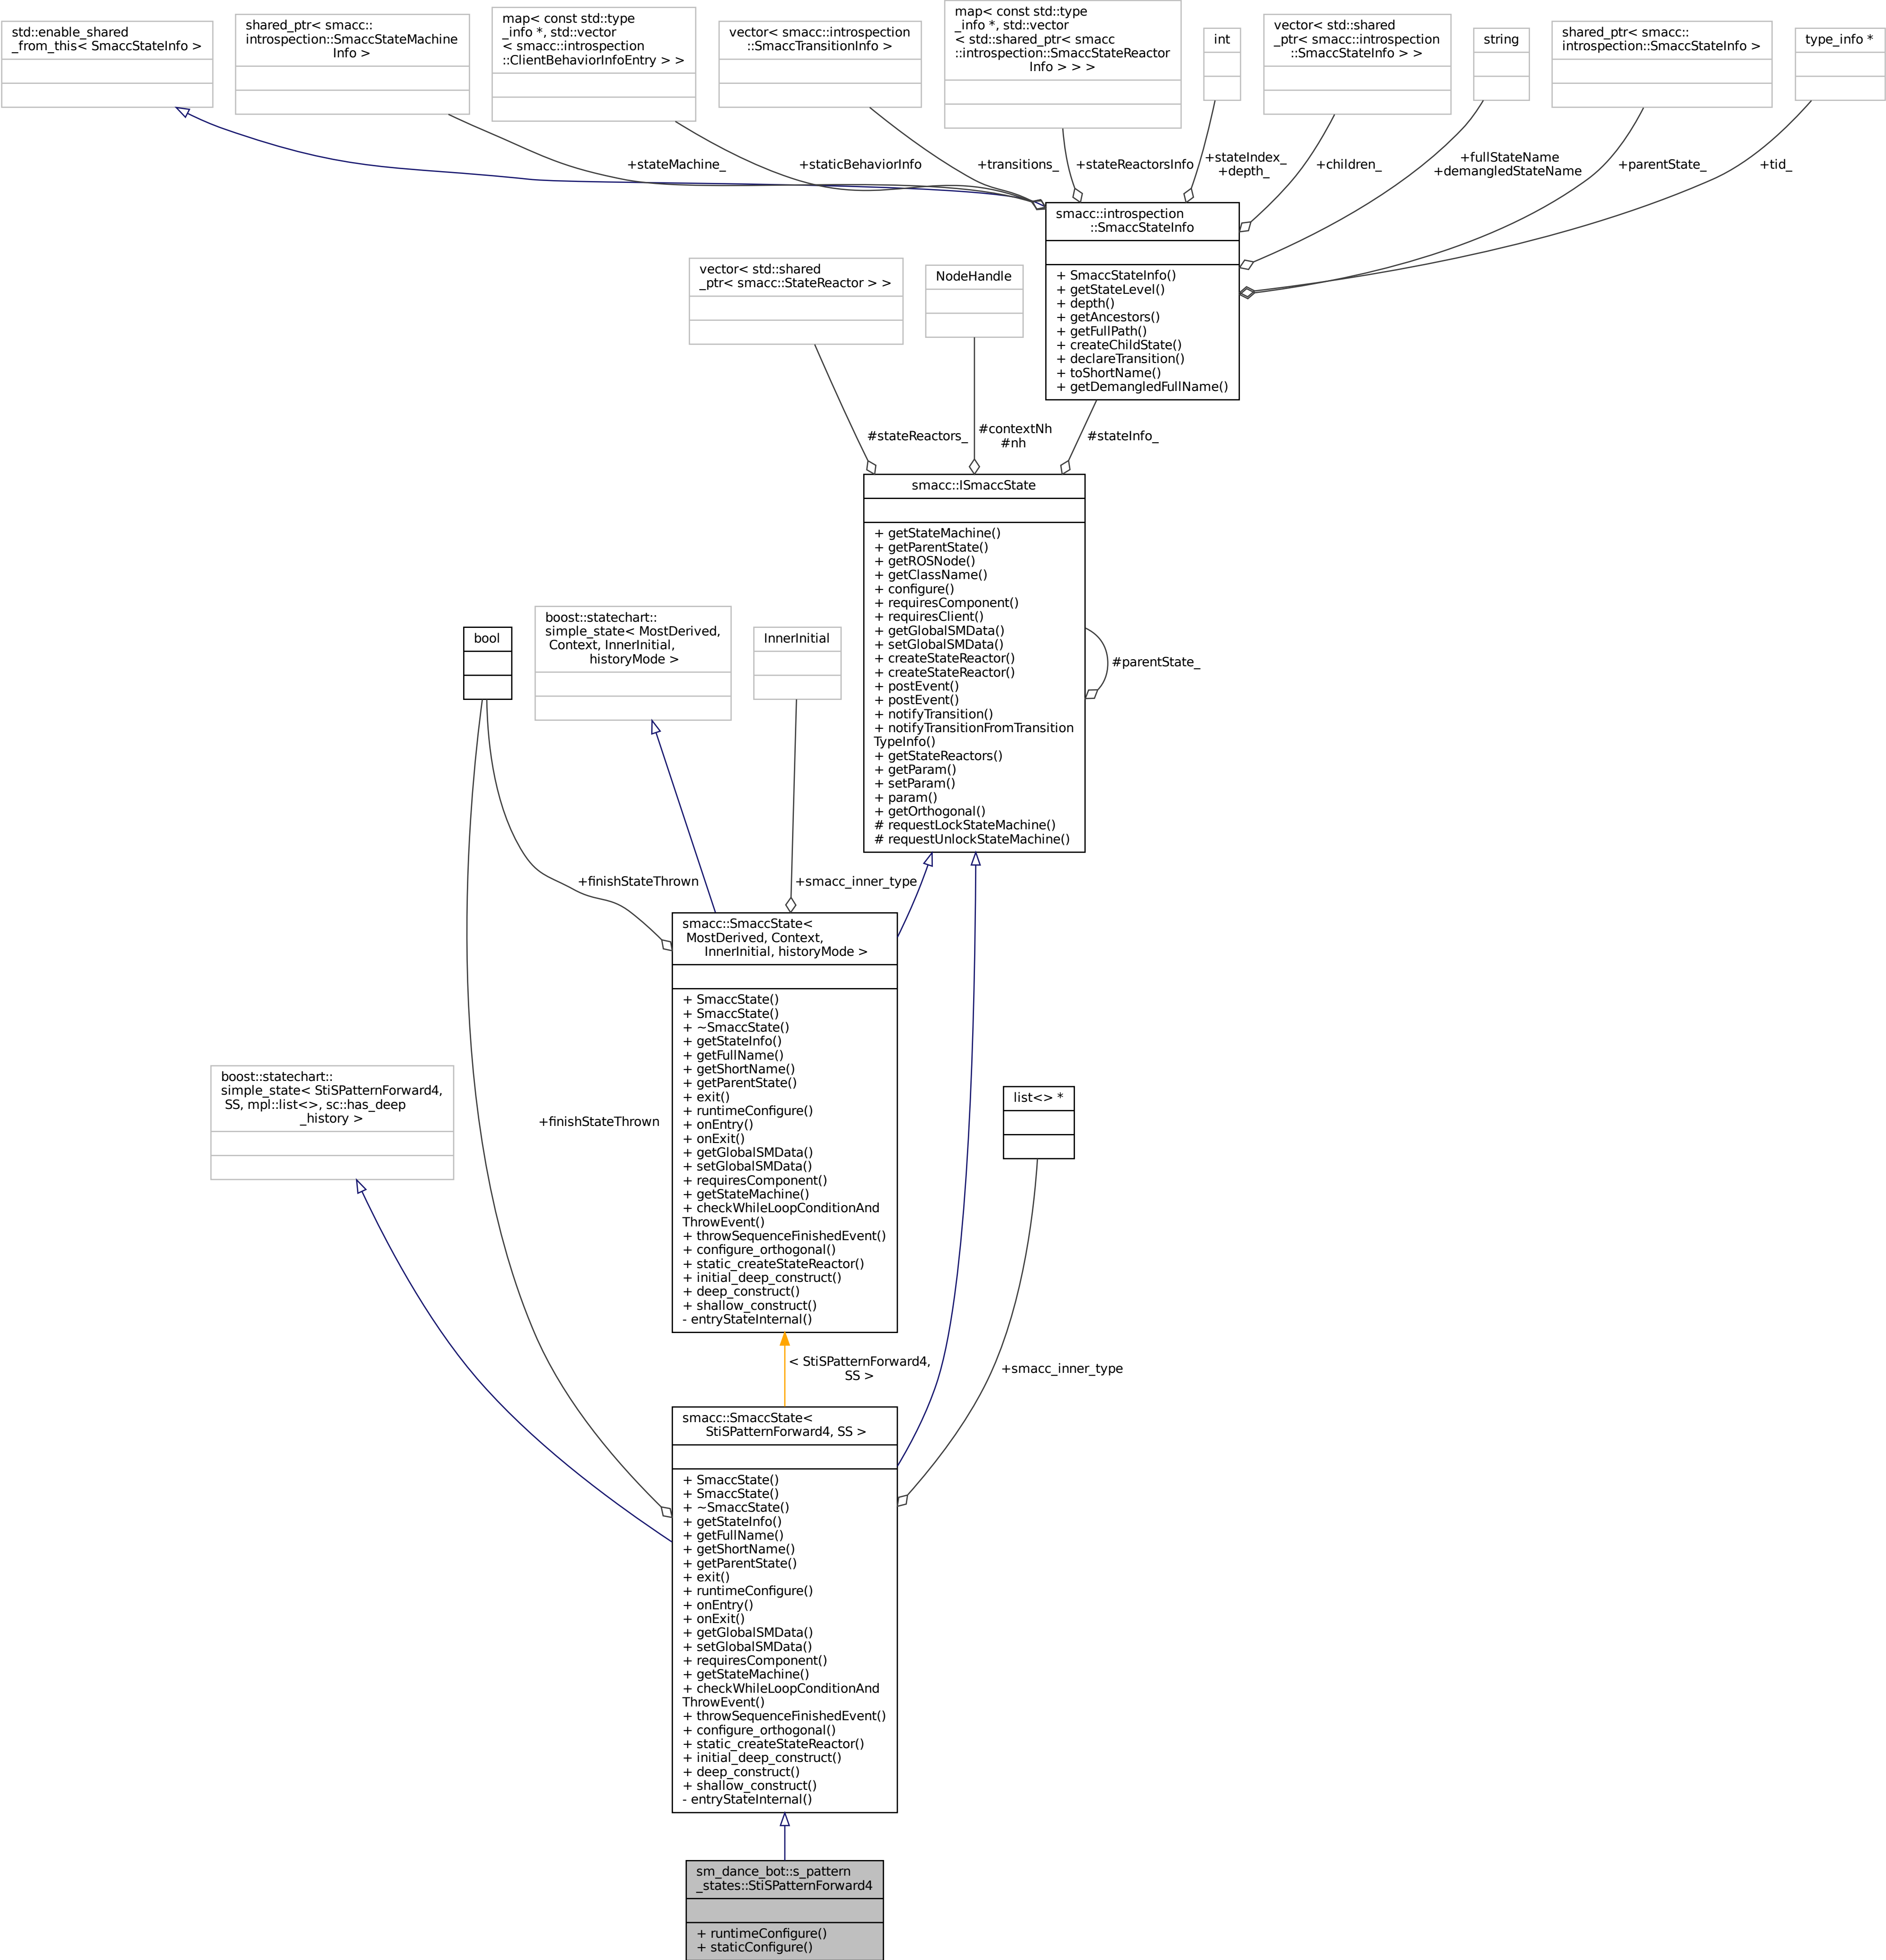 std::enable_shared
_from_this< SmaccStateInfo >
shared_ptr< smacc::
introspection::SmaccStateMachine
Info >
map< const std::type
_info *, std::vector
< smacc::introspection
::ClientBehaviorInfoEntry > >
vector< smacc::introspection
::SmaccTransitionInfo >
map< const std::type
_info *, std::vector
< std::shared_ptr< smacc
::introspection::SmaccStateReactor
Info > > >
int
vector< std::shared
_ptr< smacc::introspection
::SmaccStateInfo > >
string
shared_ptr< smacc::
introspection::SmaccStateInfo >
type_info *
+stateMachine_
+staticBehaviorInfo
+transitions_
+stateReactorsInfo
+stateIndex_
+depth_
+children_
+fullStateName
+demangledStateName
+parentState_
+tid_
smacc::introspection
::SmaccStateInfo
+ SmaccStateInfo()
+ getStateLevel()
+ depth()
+ getAncestors()
+ getFullPath()
+ createChildState()
+ declareTransition()
+ toShortName()
+ getDemangledFullName()
vector< std::shared
_ptr< smacc::StateReactor > >
NodeHandle
#stateReactors_
#contextNh
#nh
#stateInfo_
smacc::ISmaccState
+ getStateMachine()
+ getParentState()
+ getROSNode()
+ getClassName()
+ configure()
+ requiresComponent()
+ requiresClient()
+ getGlobalSMData()
+ setGlobalSMData()
+ createStateReactor()
+ createStateReactor()
+ postEvent()
+ postEvent()
+ notifyTransition()
+ notifyTransitionFromTransition
TypeInfo()
+ getStateReactors()
+ getParam()
+ setParam()
+ param()
+ getOrthogonal()
# requestLockStateMachine()
# requestUnlockStateMachine()
#parentState_
bool
boost::statechart::
simple_state< MostDerived,
Context, InnerInitial,
historyMode >
InnerInitial
+finishStateThrown
+smacc_inner_type
smacc::SmaccState<
MostDerived, Context,
InnerInitial, historyMode >
+ SmaccState()
+ SmaccState()
+ ~SmaccState()
+ getStateInfo()
+ getFullName()
+ getShortName()
+ getParentState()
+ exit()
+ runtimeConfigure()
+ onEntry()
+ onExit()
+ getGlobalSMData()
+ setGlobalSMData()
+ requiresComponent()
+ getStateMachine()
+ checkWhileLoopConditionAnd
ThrowEvent()
+ throwSequenceFinishedEvent()
+ configure_orthogonal()
+ static_createStateReactor()
+ initial_deep_construct()
+ deep_construct()
+ shallow_construct()
- entryStateInternal()
boost::statechart::
simple_state< StiSPatternForward4,
SS, mpl::list<>, sc::has_deep
_history >
+finishStateThrown
list<> *
< StiSPatternForward4,
SS >
+smacc_inner_type
smacc::SmaccState<
StiSPatternForward4, SS >
+ SmaccState()
+ SmaccState()
+ ~SmaccState()
+ getStateInfo()
+ getFullName()
+ getShortName()
+ getParentState()
+ exit()
+ runtimeConfigure()
+ onEntry()
+ onExit()
+ getGlobalSMData()
+ setGlobalSMData()
+ requiresComponent()
+ getStateMachine()
+ checkWhileLoopConditionAnd
ThrowEvent()
+ throwSequenceFinishedEvent()
+ configure_orthogonal()
+ static_createStateReactor()
+ initial_deep_construct()
+ deep_construct()
+ shallow_construct()
- entryStateInternal()
sm_dance_bot::s_pattern
_states::StiSPatternForward4
+ runtimeConfigure()
+ staticConfigure()